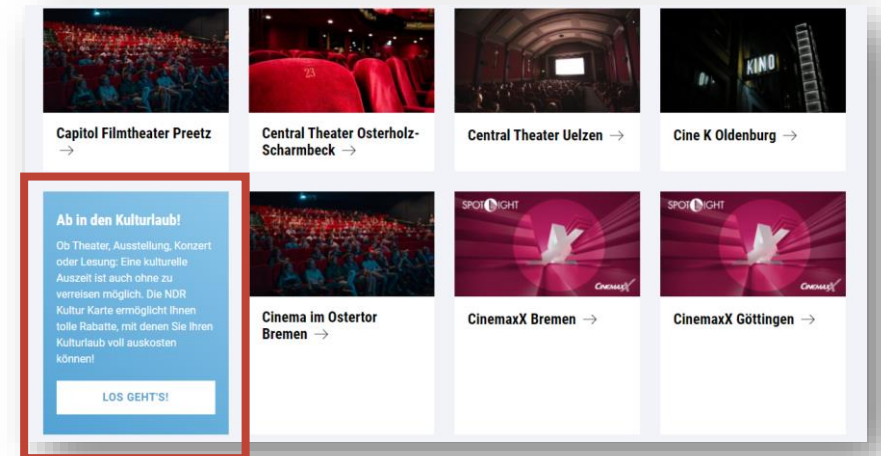 23
KINO
Capitol Filmtheater Preetz
→
Central Theater Osterholz-
Scharmbeck →
Central Theater Uelzen →
Cine K Oldenburg →
Ab in den Kulturlaub!
Ob Theater, Ausstellung, Konzert
oder Lesung: Eine kulturelle
Auszeit ist auch ohne zu
verreisen möglich. Die NDR
Kultur Karte ermöglicht Ihnen
tolle Rabatte, mit denen Sie Ihren
Kulturlaub voll auskosten
können!
LOS GEHT'S!
Cinema im Ostertor
Bremen →
SPOTLIGHT
CINEMAXX
CinemaxX Bremen →
SPOTLIGHT
CINEMAXX
CinemaxX Göttingen →